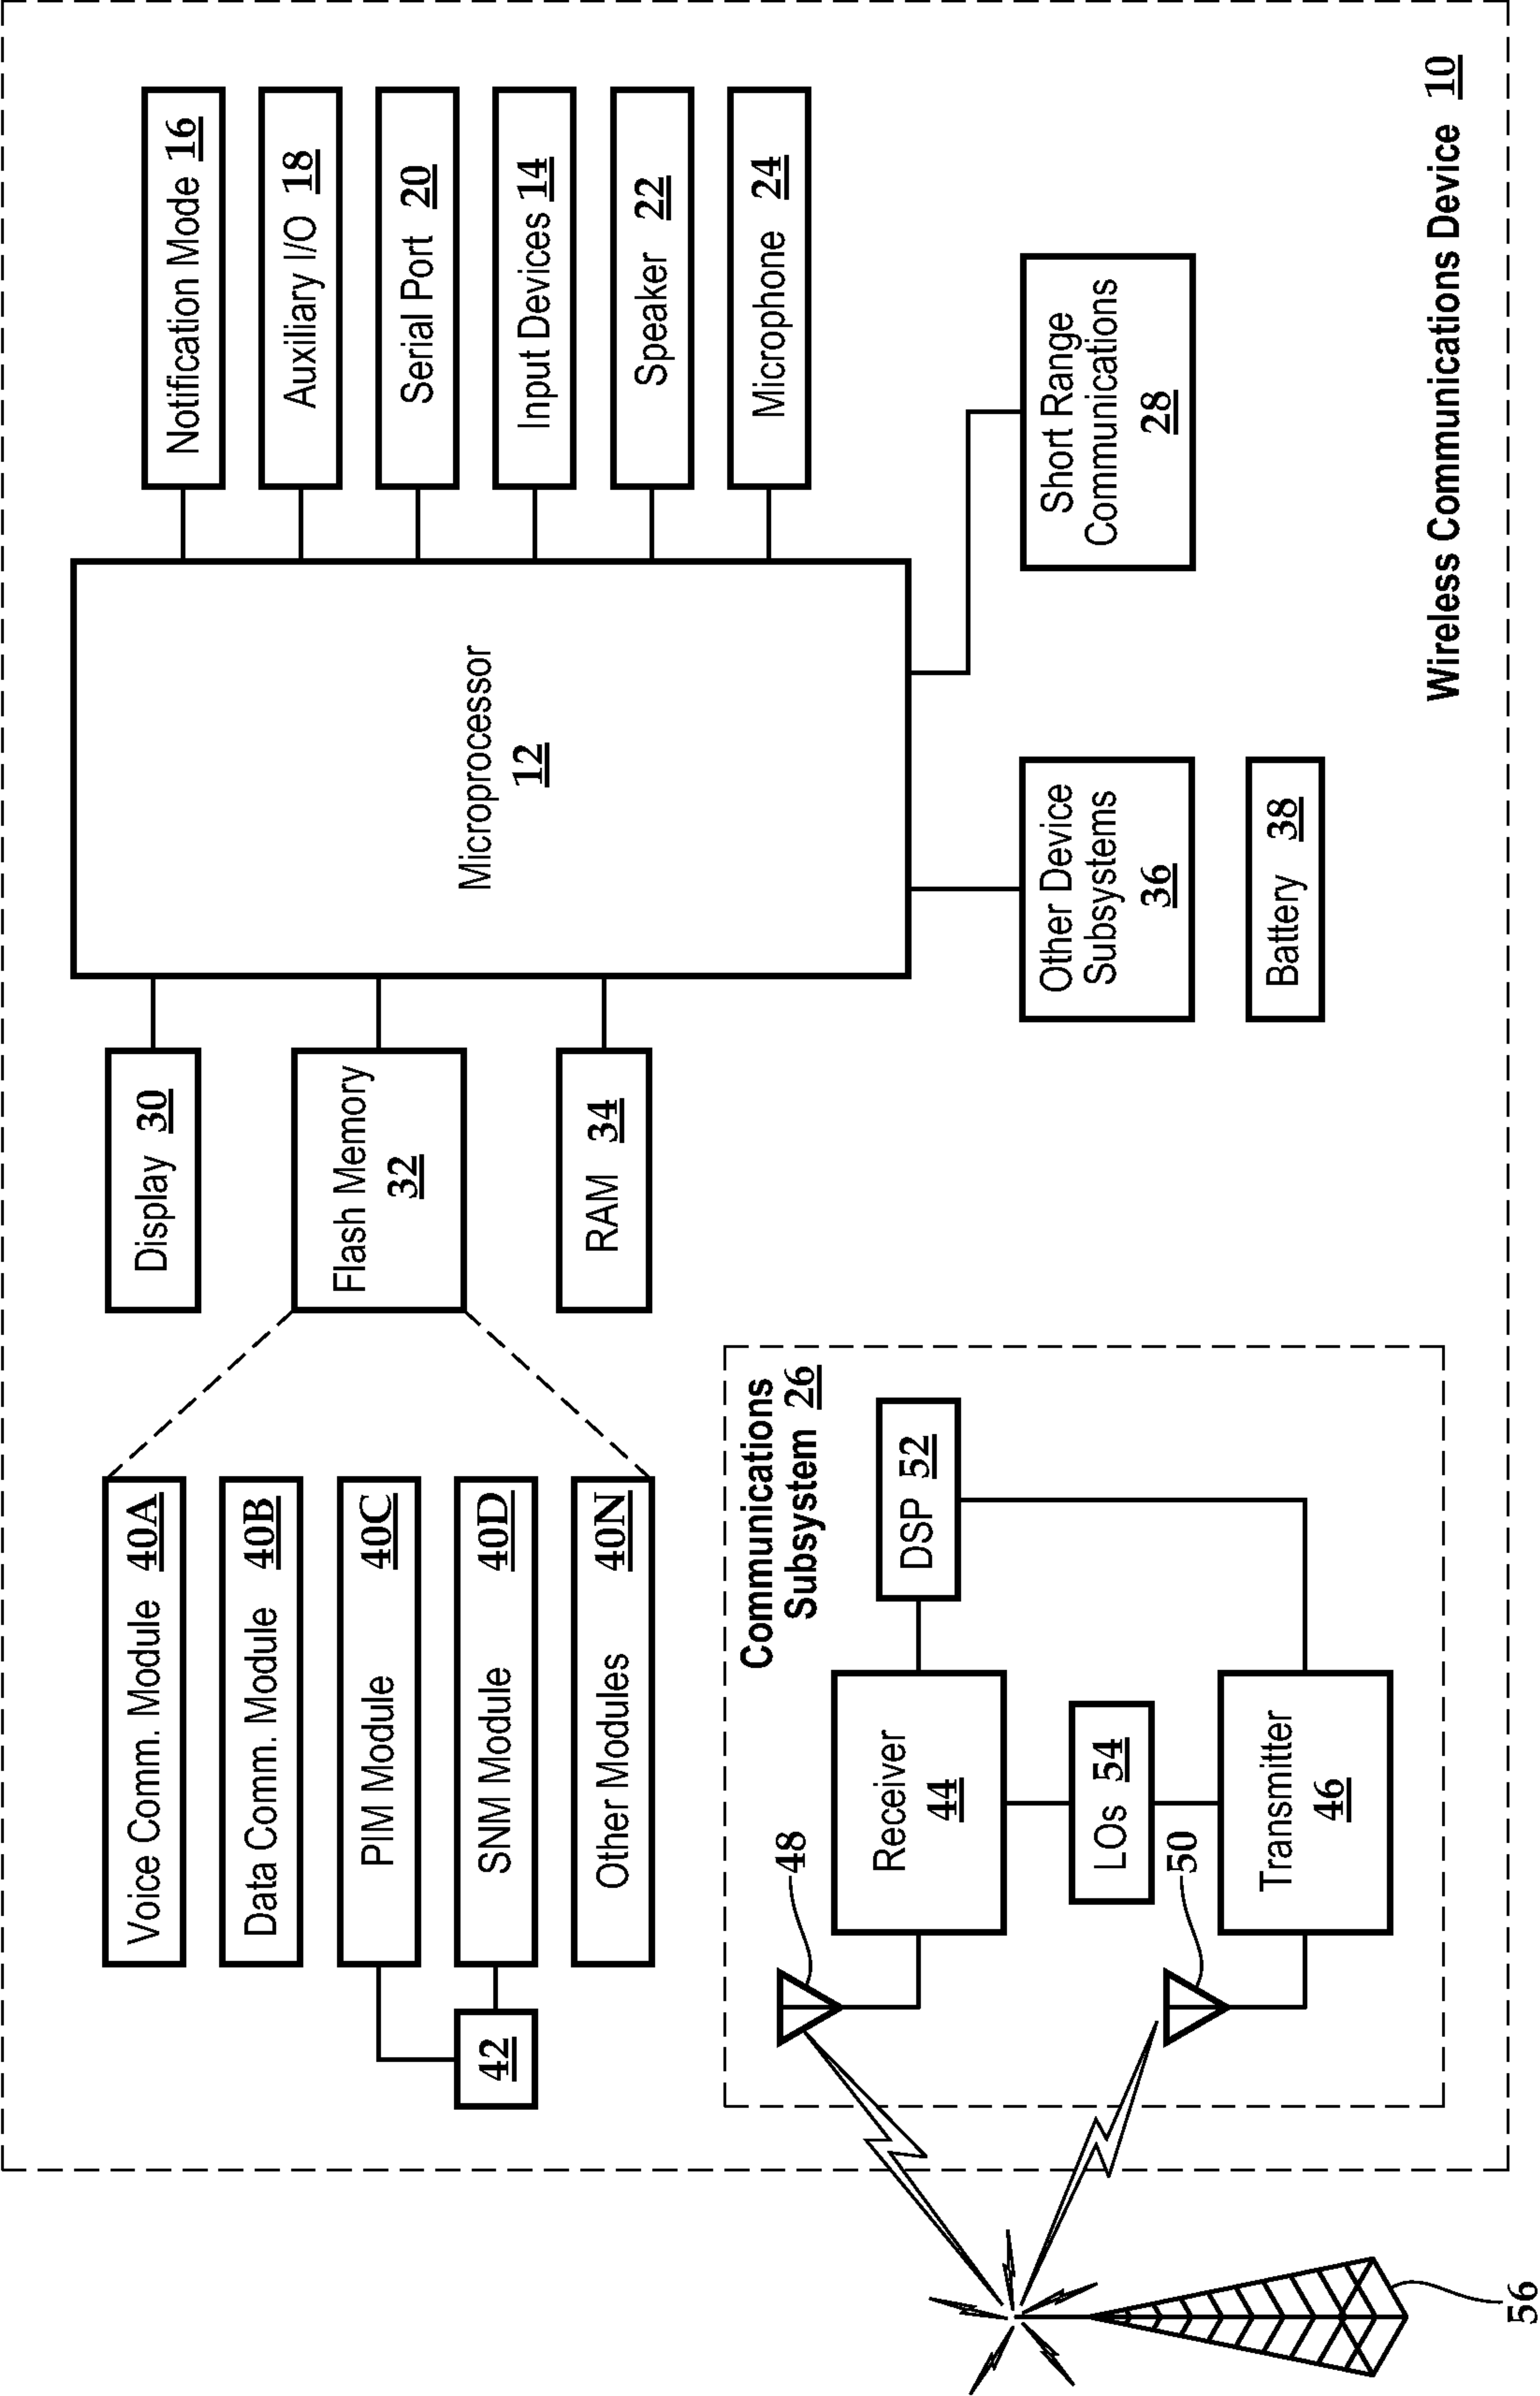 Voice Comm. Module 40A
Data Comm. Module 40B
PIM Module 40C
SNM Module 40D
Other Modules 40N
42
Display 30
Flash Memory
32
RAM 34
Microprocessor
12
Notification Mode 16
Auxiliary I/O 18
Serial Port 20
Input Devices 14
Speaker 22
Microphone 24
Short Range
Communications
28
Other Device
Subsystems
36
Battery 38
Communications
Subsystem 26
DSP 52
Receiver
44
LOs 54
Transmitter
46
48
50
56
Wireless Communications Device 10